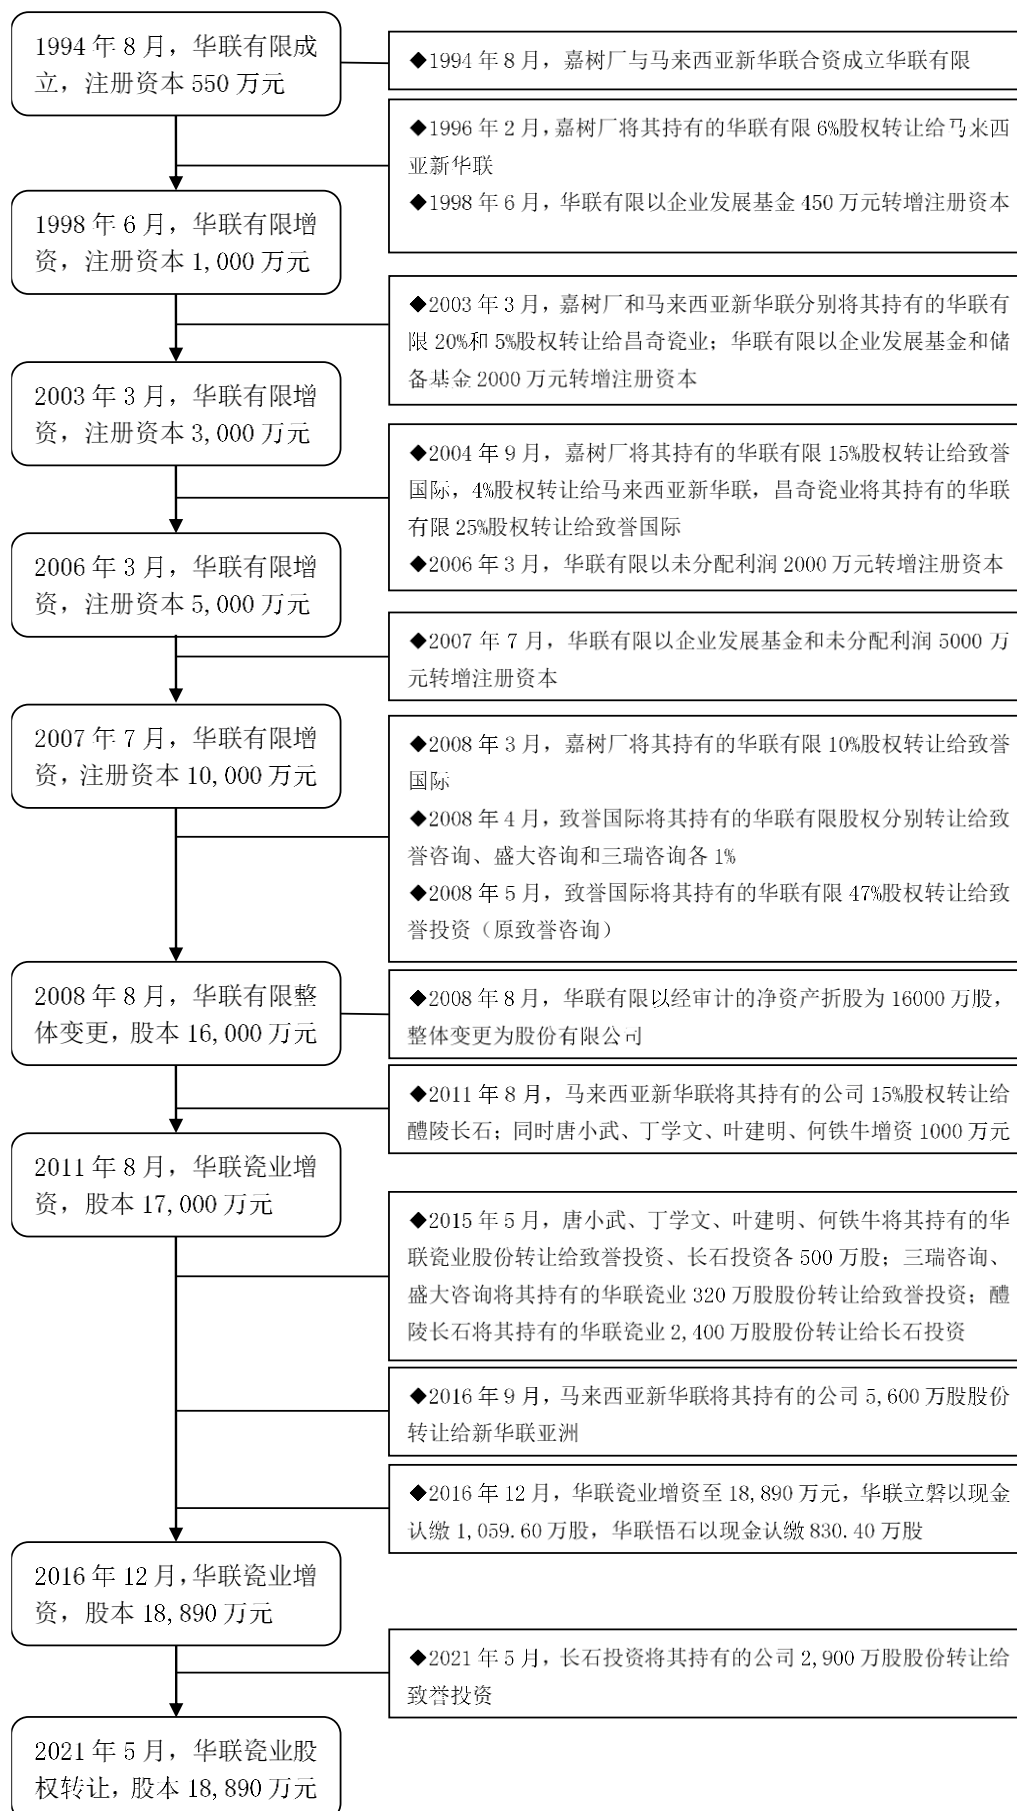 1994 年 8 月，华联有限成
立，注册资本 550 万元
◆1994 年 8 月，嘉树厂与马来西亚新华联合资成立华联有限
◆1996 年 2 月，嘉树厂将其持有的华联有限 6%股权转让给马来西
亚新华联
◆1998 年 6 月，华联有限以企业发展基金 450 万元转增注册资本
1998 年 6 月，华联有限增
资，注册资本 1,000 万元
◆2003 年 3 月，嘉树厂和马来西亚新华联分别将其持有的华联有
限 20%和 5%股权转让给昌奇瓷业；华联有限以企业发展基金和储
备基金 2000 万元转增注册资本
2003 年 3 月，华联有限增
资，注册资本 3,000 万元
◆2004 年 9 月，嘉树厂将其持有的华联有限 15%股权转让给致誉
国际，4%股权转让给马来西亚新华联，昌奇瓷业将其持有的华联
有限 25%股权转让给致誉国际
◆2006 年 3 月，华联有限以未分配利润 2000 万元转增注册资本
2006 年 3 月，华联有限增
资，注册资本 5,000 万元
◆2007 年 7 月，华联有限以企业发展基金和未分配利润 5000 万
元转增注册资本
2007 年 7 月，华联有限增
资，注册资本 10,000 万元
◆2008 年 3 月，嘉树厂将其持有的华联有限 10%股权转让给致誉
国际
◆2008 年 4 月，致誉国际将其持有的华联有限股权分别转让给致
誉咨询、盛大咨询和三瑞咨询各 1%
◆2008 年 5 月，致誉国际将其持有的华联有限 47%股权转让给致
誉投资（原致誉咨询）
2008 年 8 月，华联有限整
体变更，股本 16,000 万元
◆2008 年 8 月，华联有限以经审计的净资产折股为 16000 万股，
整体变更为股份有限公司
◆2011 年 8 月，马来西亚新华联将其持有的公司 15%股权转让给
醴陵长石；同时唐小武、丁学文、叶建明、何铁牛增资 1000 万元
2011 年 8 月，华联瓷业增
资，股本 17,000 万元
◆2015 年 5 月，唐小武、丁学文、叶建明、何铁牛将其持有的华
联瓷业股份转让给致誉投资、长石投资各 500 万股；三瑞咨询、
盛大咨询将其持有的华联瓷业 320 万股股份转让给致誉投资；醴
陵长石将其持有的华联瓷业 2,400 万股股份转让给长石投资
◆2016 年 9 月，马来西亚新华联将其持有的公司 5,600 万股股份
转让给新华联亚洲
◆2016 年 12 月，华联瓷业增资至 18,890 万元，华联立磐以现金
认缴 1,059.60 万股，华联悟石以现金认缴 830.40 万股
2016 年 12 月，华联瓷业增
资，股本 18,890 万元
◆2021 年 5 月，长石投资将其持有的公司 2,900 万股股份转让给
致誉投资
2021 年 5 月，华联瓷业股
权转让，股本 18,890 万元